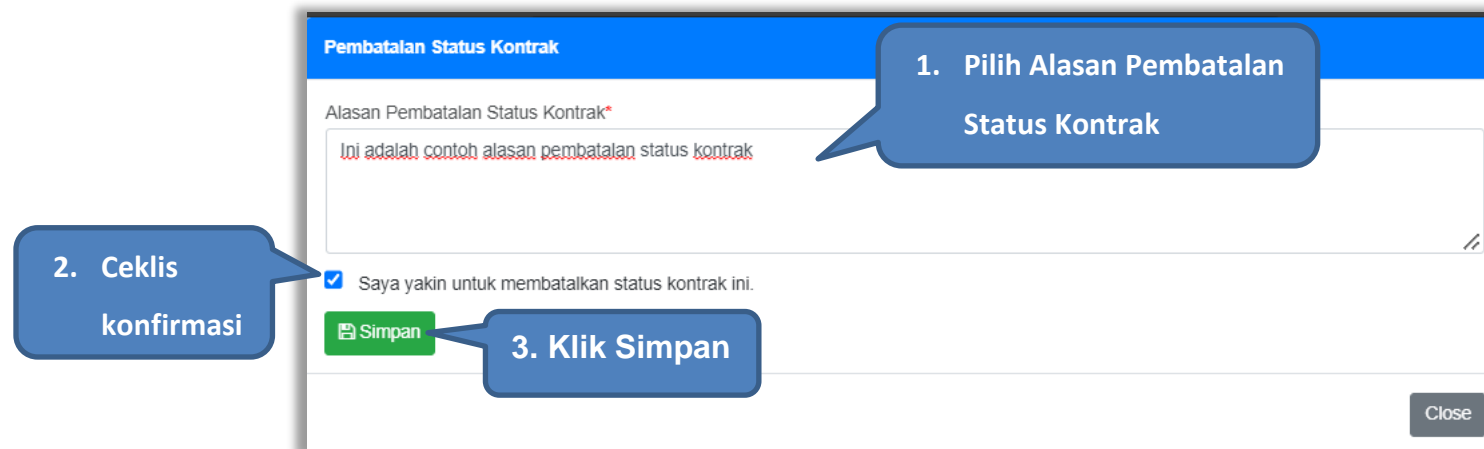 Pembatalan Status Kontrak
1. Pilih Alasan Pembatalan
Status Kontrak
Alasan Pembatalan Status Kontrak*
Ini adalah contoh alasan pembatalan status kontrak
2. Ceklis
konfirmasi
Saya yakin untuk membatalkan status kontrak ini.
Simpan
3. Klik Simpan
Close